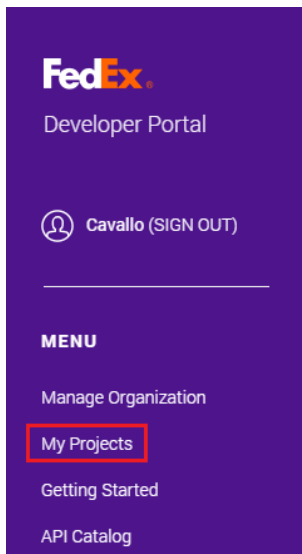 FedEx®
Developer Portal
Cavallo (SIGN OUT)
MENU
Manage Organization
My Projects
Getting Started
API Catalog